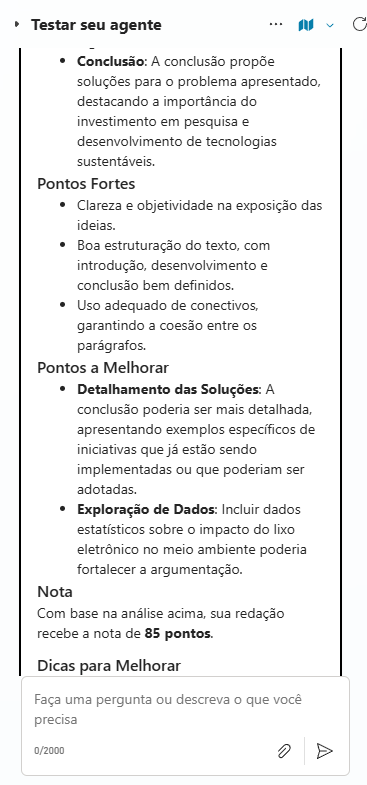 Testar seu agente
Conclusão: A conclusão propõe
soluções para o problema apresentado,
destacando a importância do
investimento em pesquisa e
desenvolvimento de tecnologias
sustentáveis.
Pontos Fortes
Clareza e objetividade na exposição das
ideias.
Boa estruturação do texto, com
introdução, desenvolvimento e
conclusão bem definidos.
Uso adequado de conectivos,
garantindo a coesão entre os
parágrafos.
Pontos a Melhorar
Detalhamento das Soluções: A
conclusão poderia ser mais detalhada,
apresentando exemplos específicos de
iniciativas que já estão sendo
implementadas ou que poderiam ser
adotadas.
Exploração de Dados: Incluir dados
estatísticos sobre o impacto do lixo
eletrônico no meio ambiente poderia
fortalecer a argumentação.
Nota
Com base na análise acima, sua redação
recebe a nota de 85 pontos.
Dicas para Melhorar
Faça uma pergunta ou descreva o que você
precisa
0/2000